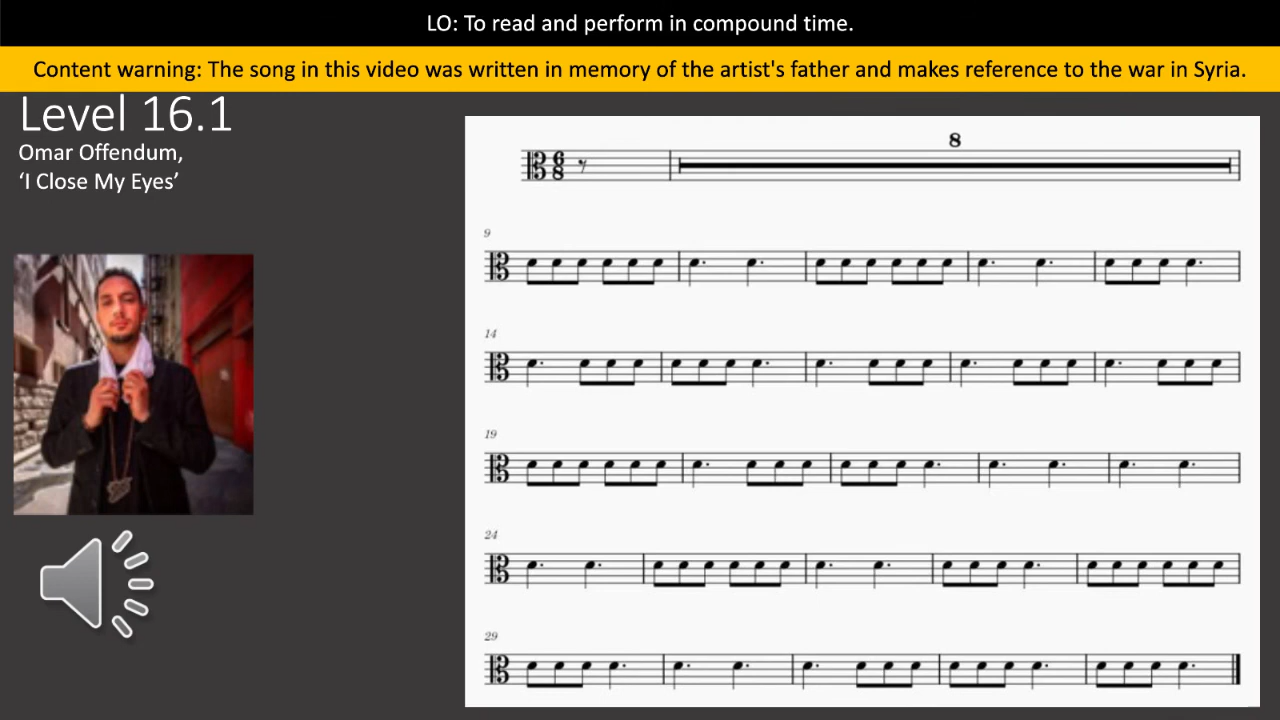 LO: To read and perform in compound time.
Content warning: The song in this video was written in memory of the artist's father and makes reference to the war in Syria.
Level 16.1
Omar Offendum,
‘I Close My Eyes’
8
6
8
9
14
19
24
29